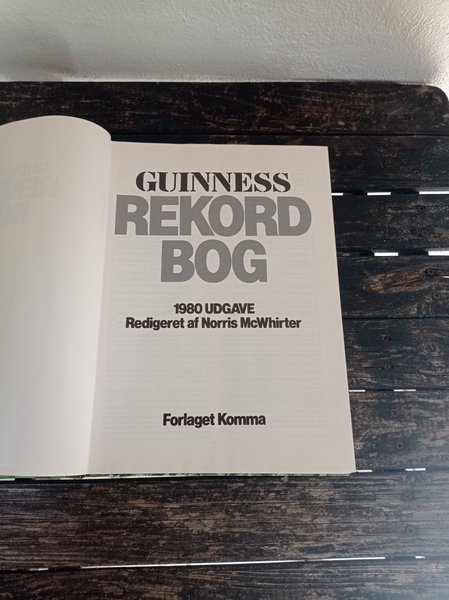 GUINNESS
REKORD
BOG
1980 UDGAVE
Redigeret af Norris McWhirter
Forlaget Komma